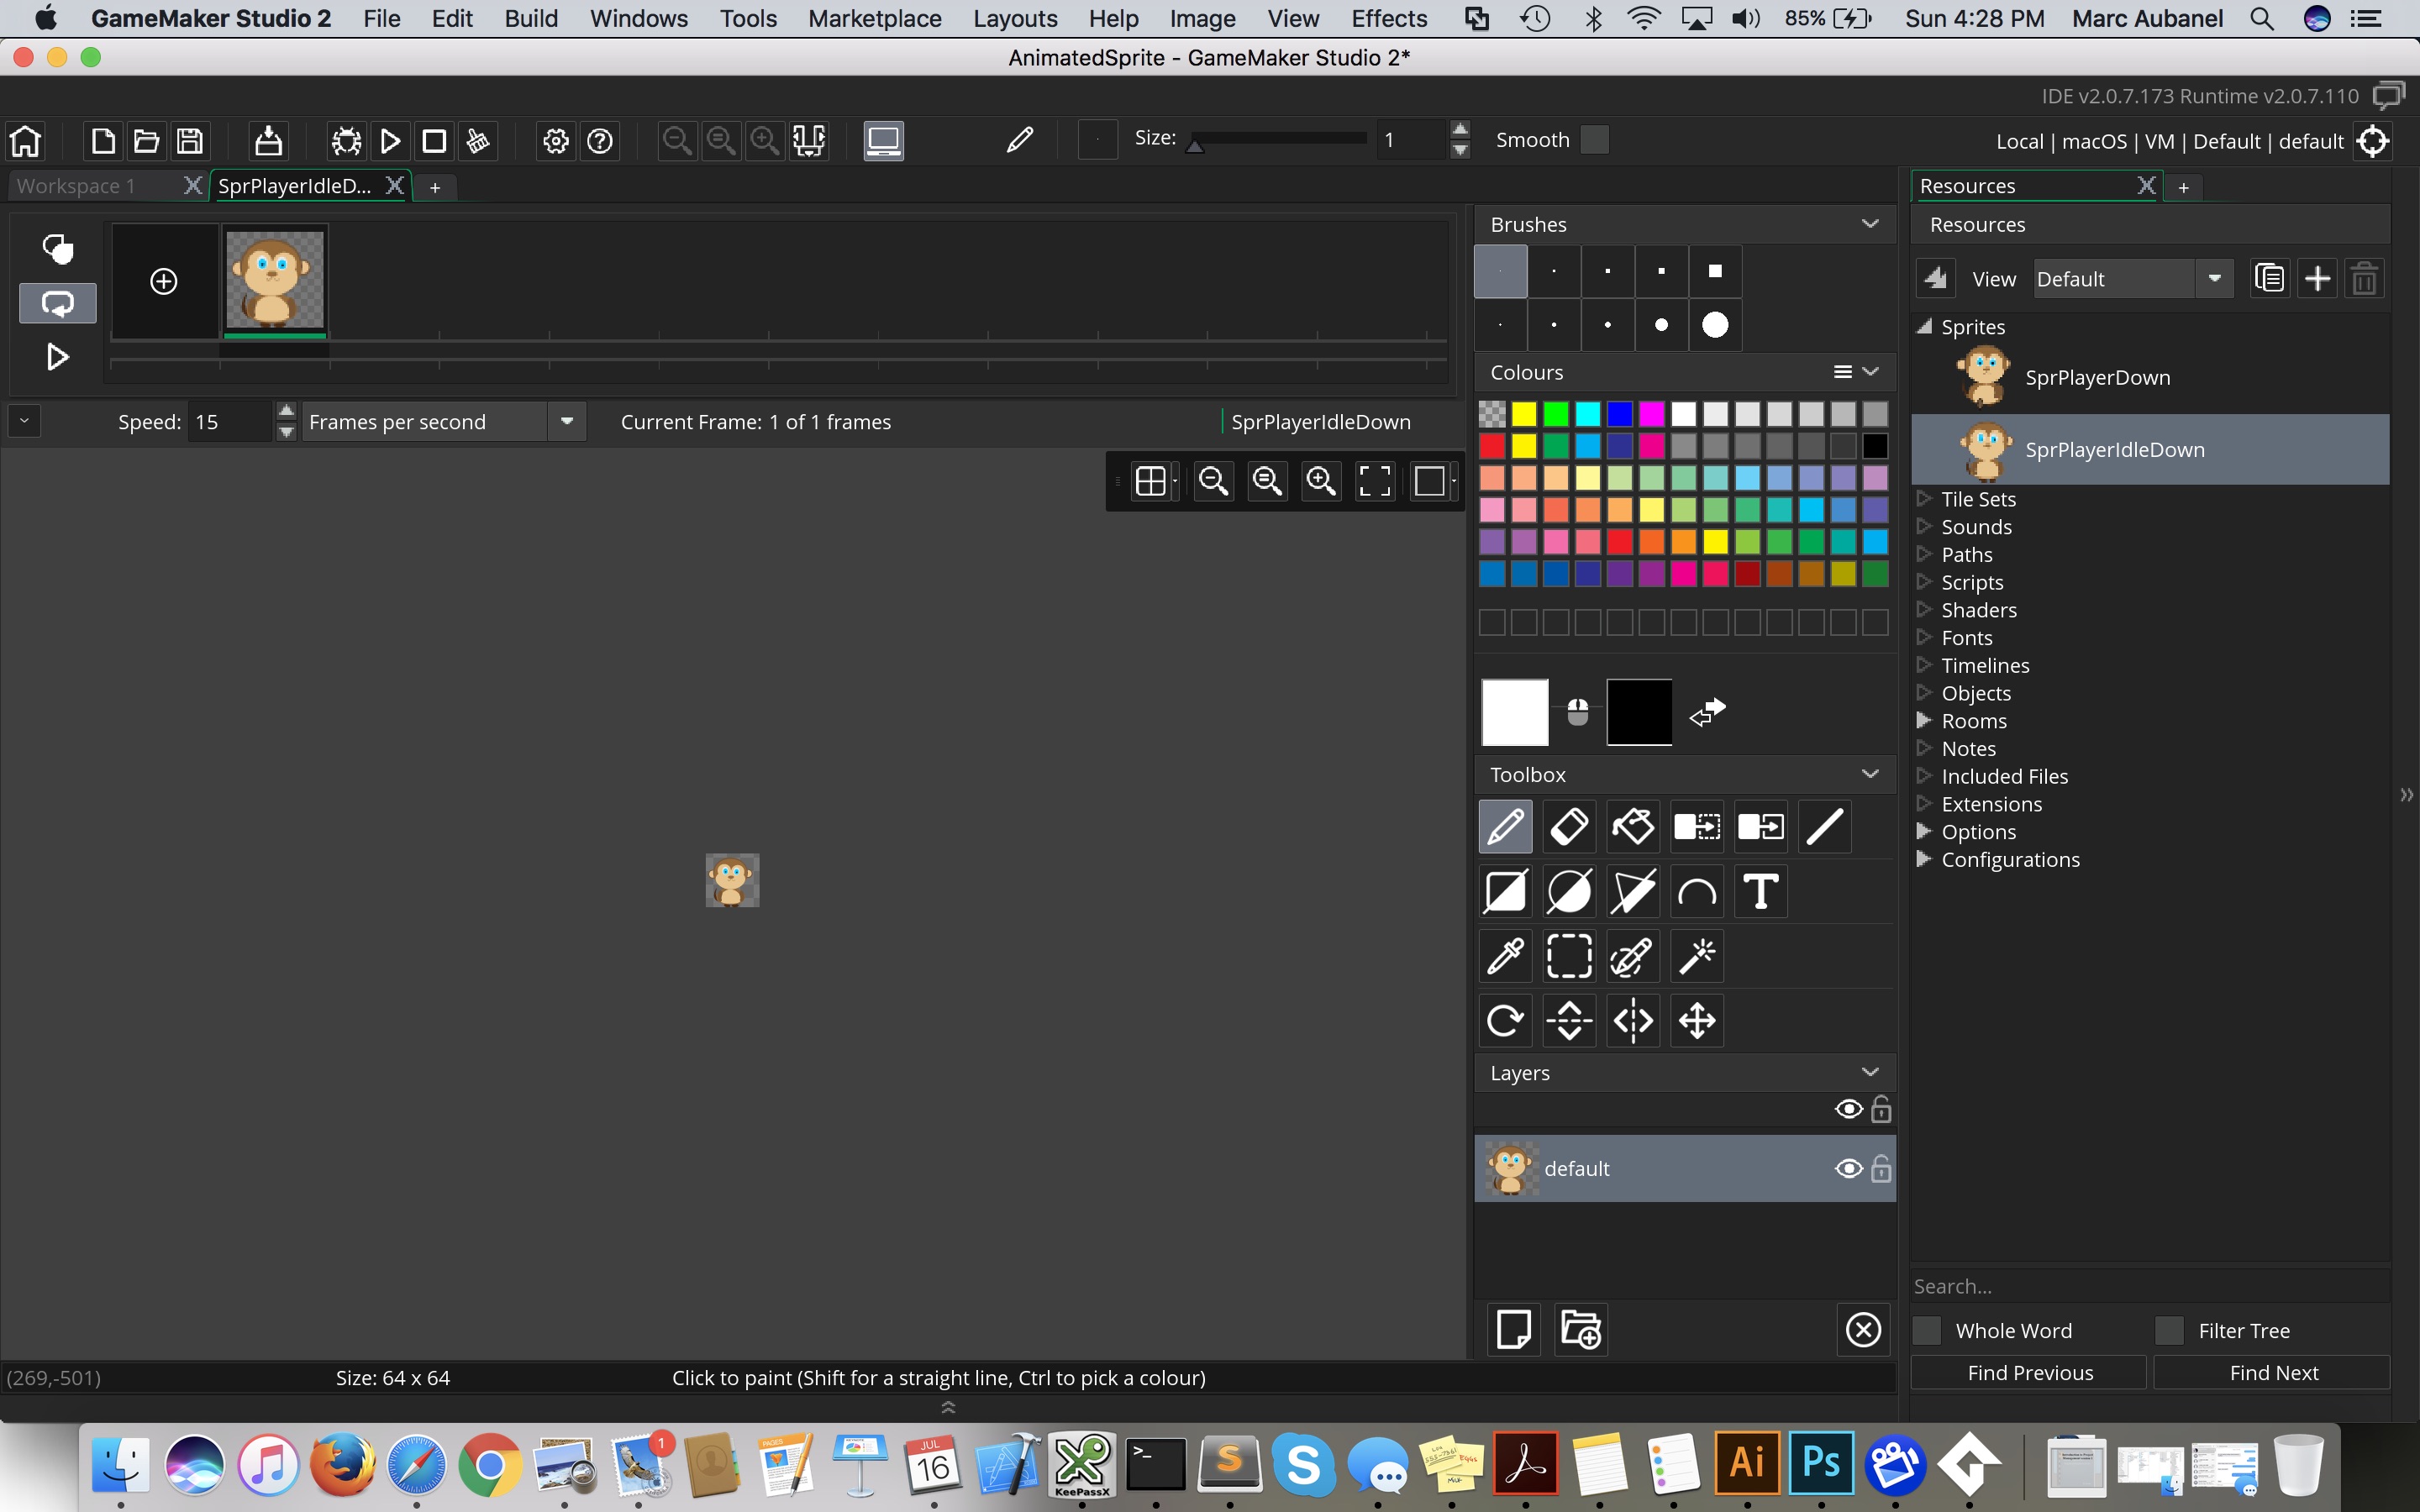 GameMaker Studio 2 File Edit Build Windows Tools Marketplace Layouts Help Image View Effects 85% Sun 4:28 PM Marc Aubanel
AnimatedSprite - GameMaker Studio 2*
IDE v2.0.7.173 Runtime v2.0.7.110
Size: 1 Smooth Local | macOS | VM | Default | default
Workspace 1 SprPlayerIdleD... Resources
Brushes Resources
View Default
Sprites
SprPlayerDown
Colours
Speed: 15 Frames per second Current Frame: 1 of 1 frames SprPlayerIdleDown
SprPlayerIdleDown
Tile Sets
Sounds
Paths
Scripts
Shaders
Fonts
Timelines
Objects
Rooms
Notes
Included Files
Extensions
Options
Configurations
Toolbox
T
Layers
default
Search...
Whole Word Filter Tree
Find Previous Find Next
(269,-501) Size: 64 x 64 Click to paint (Shift for a straight line, Ctrl to pick a colour)
1
PAGES
JUL
16
KeePassX
>_
S
S
Ai
Ps